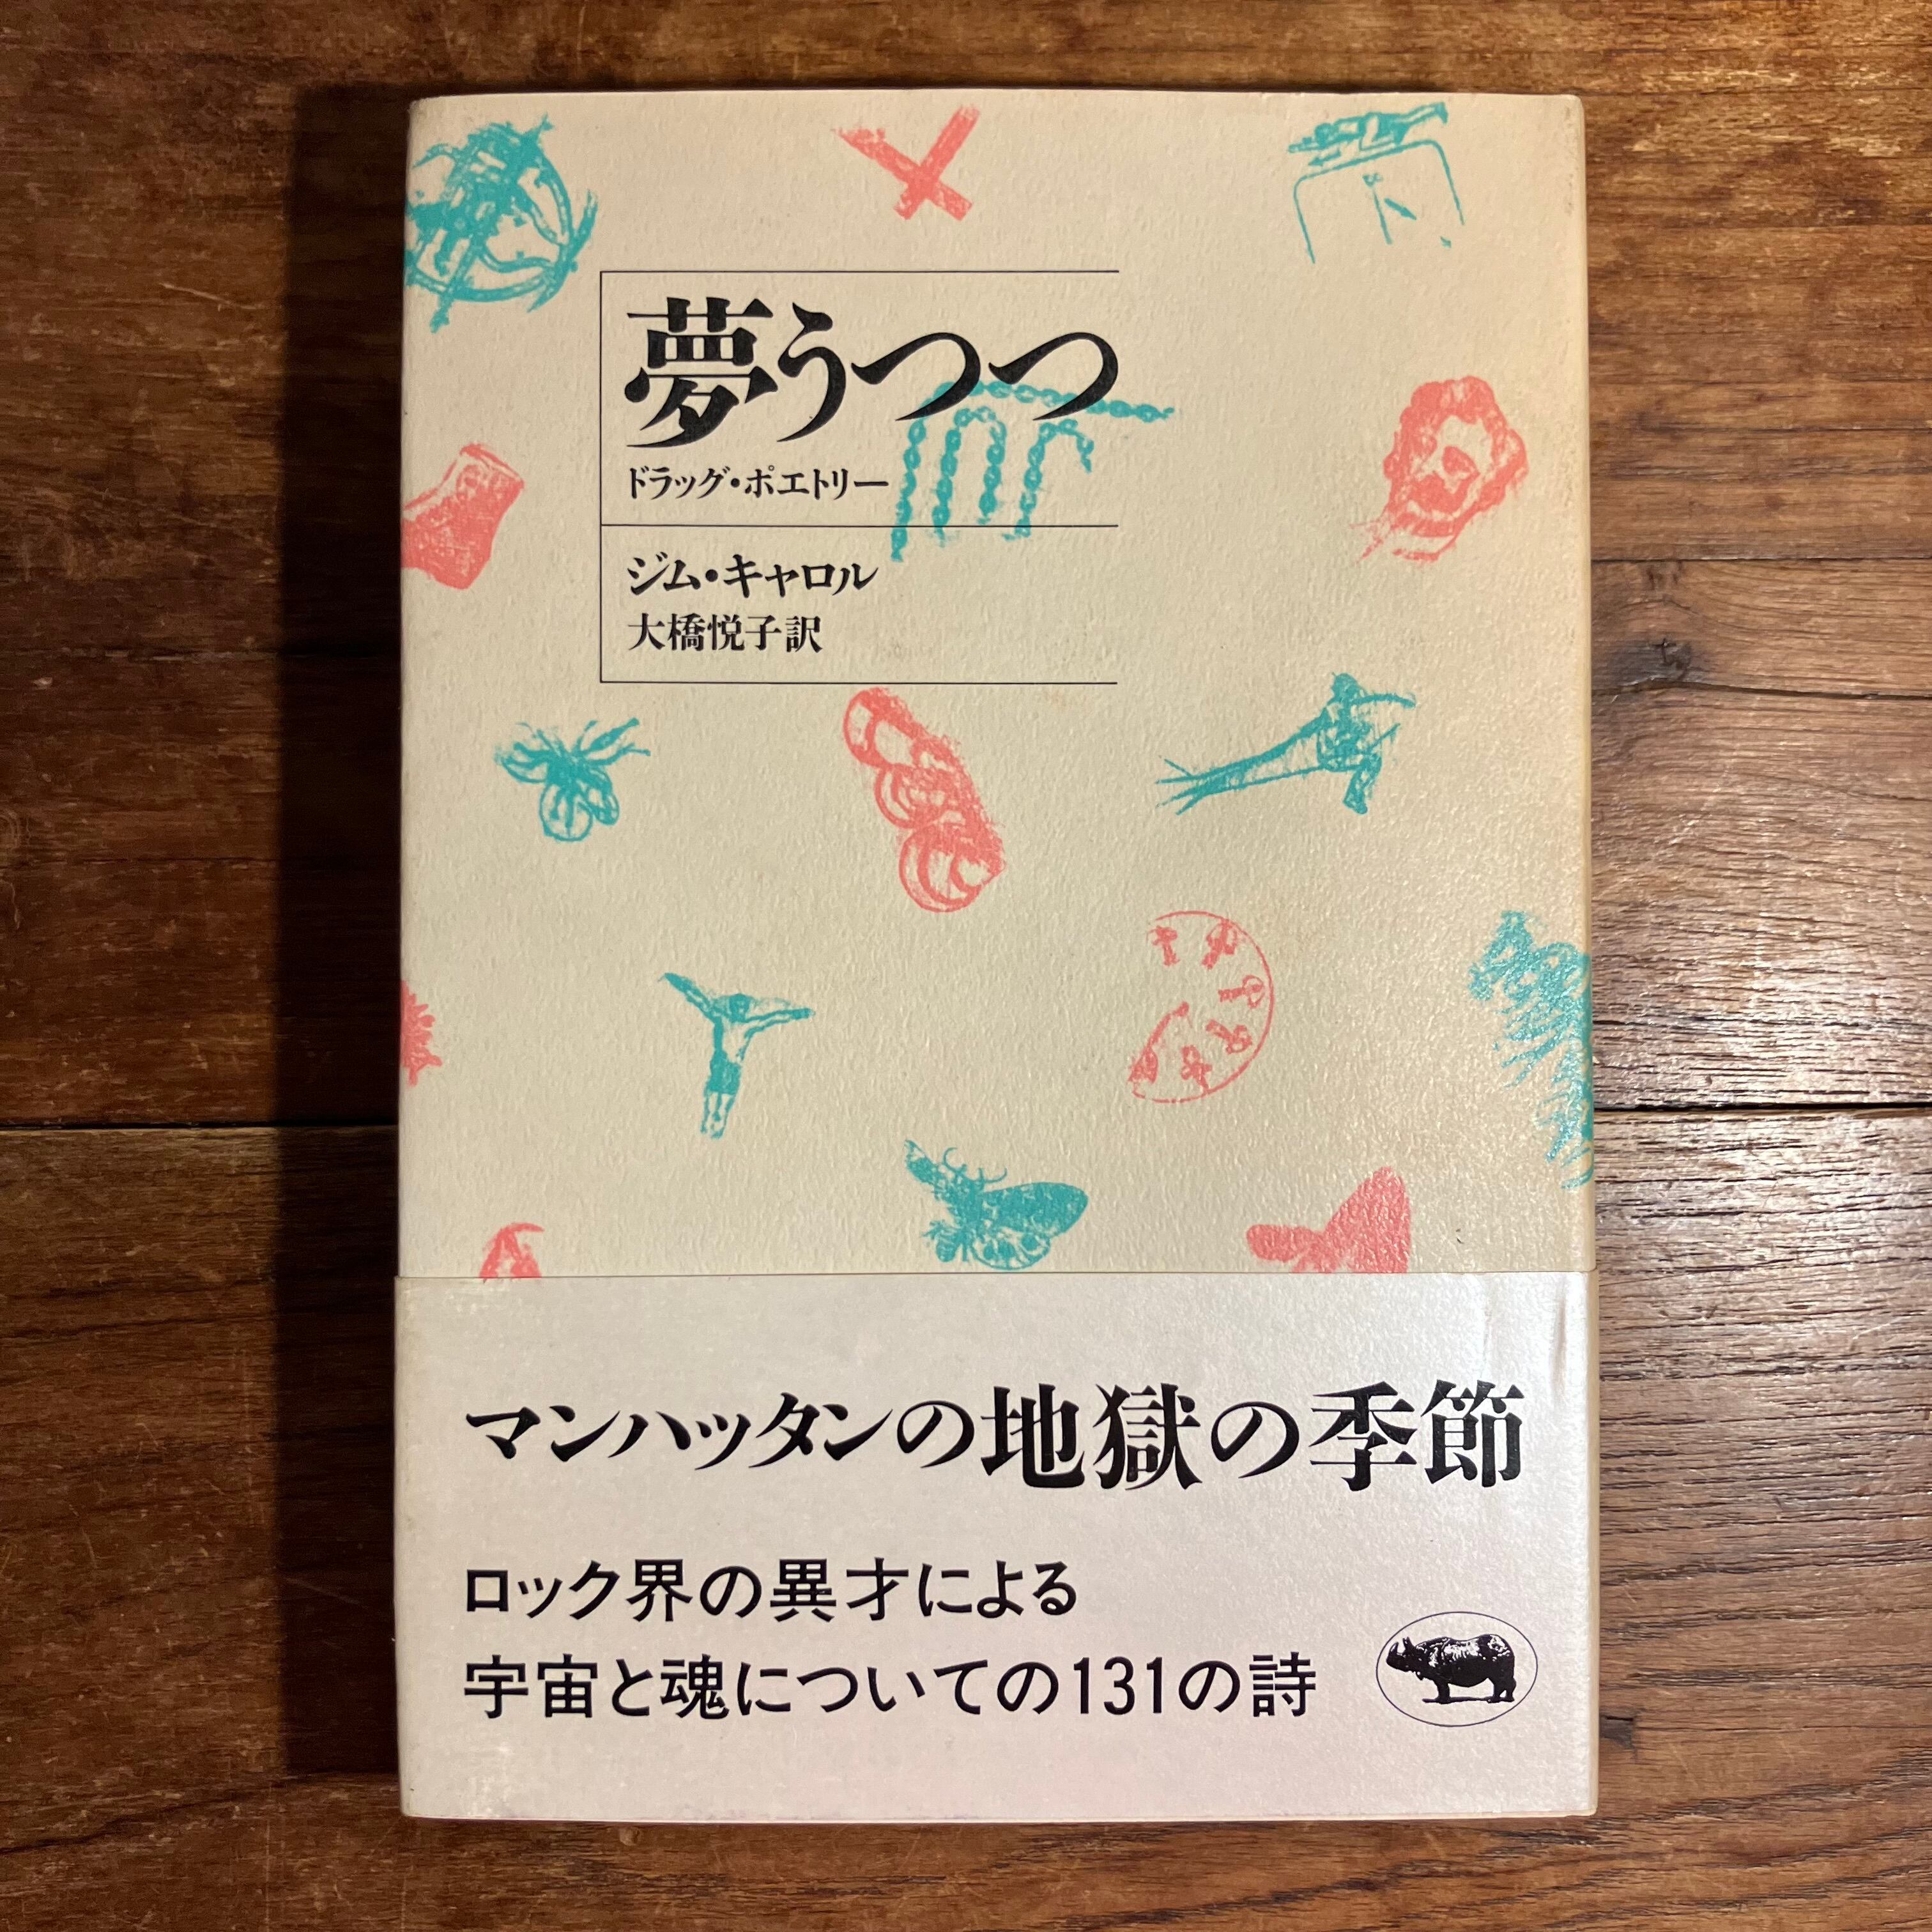 夢うつつ
ドラッグ・ポエトリー
ジム・キャロル
大橋悦子訳
マンハッタンの地獄の季節
ロック界の異才による
宇宙と魂についての131の詩